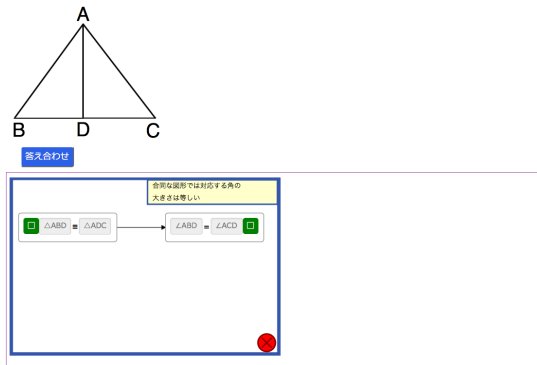 A
B
D
C
答え合わせ
合同な図形では対応する角の
大きさは等しい
△ABD ≡ △ADC
∠ABD = ∠ACD